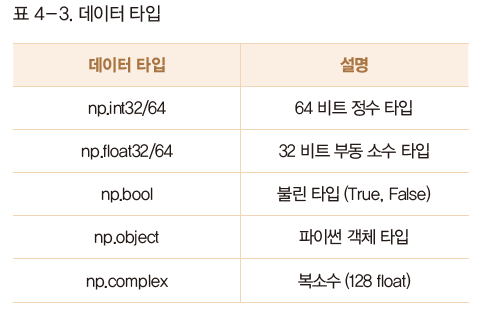 표 4-3. 데이터 타입
데이터 타입 설명
np.int32/64 64 비트 정수 타입
np.float32/64 32 비트 부동 소수 타입
np.bool 불린 타입 (True, False)
np.object 파이썬 객체 타입
np.complex 복소수 (128 float)